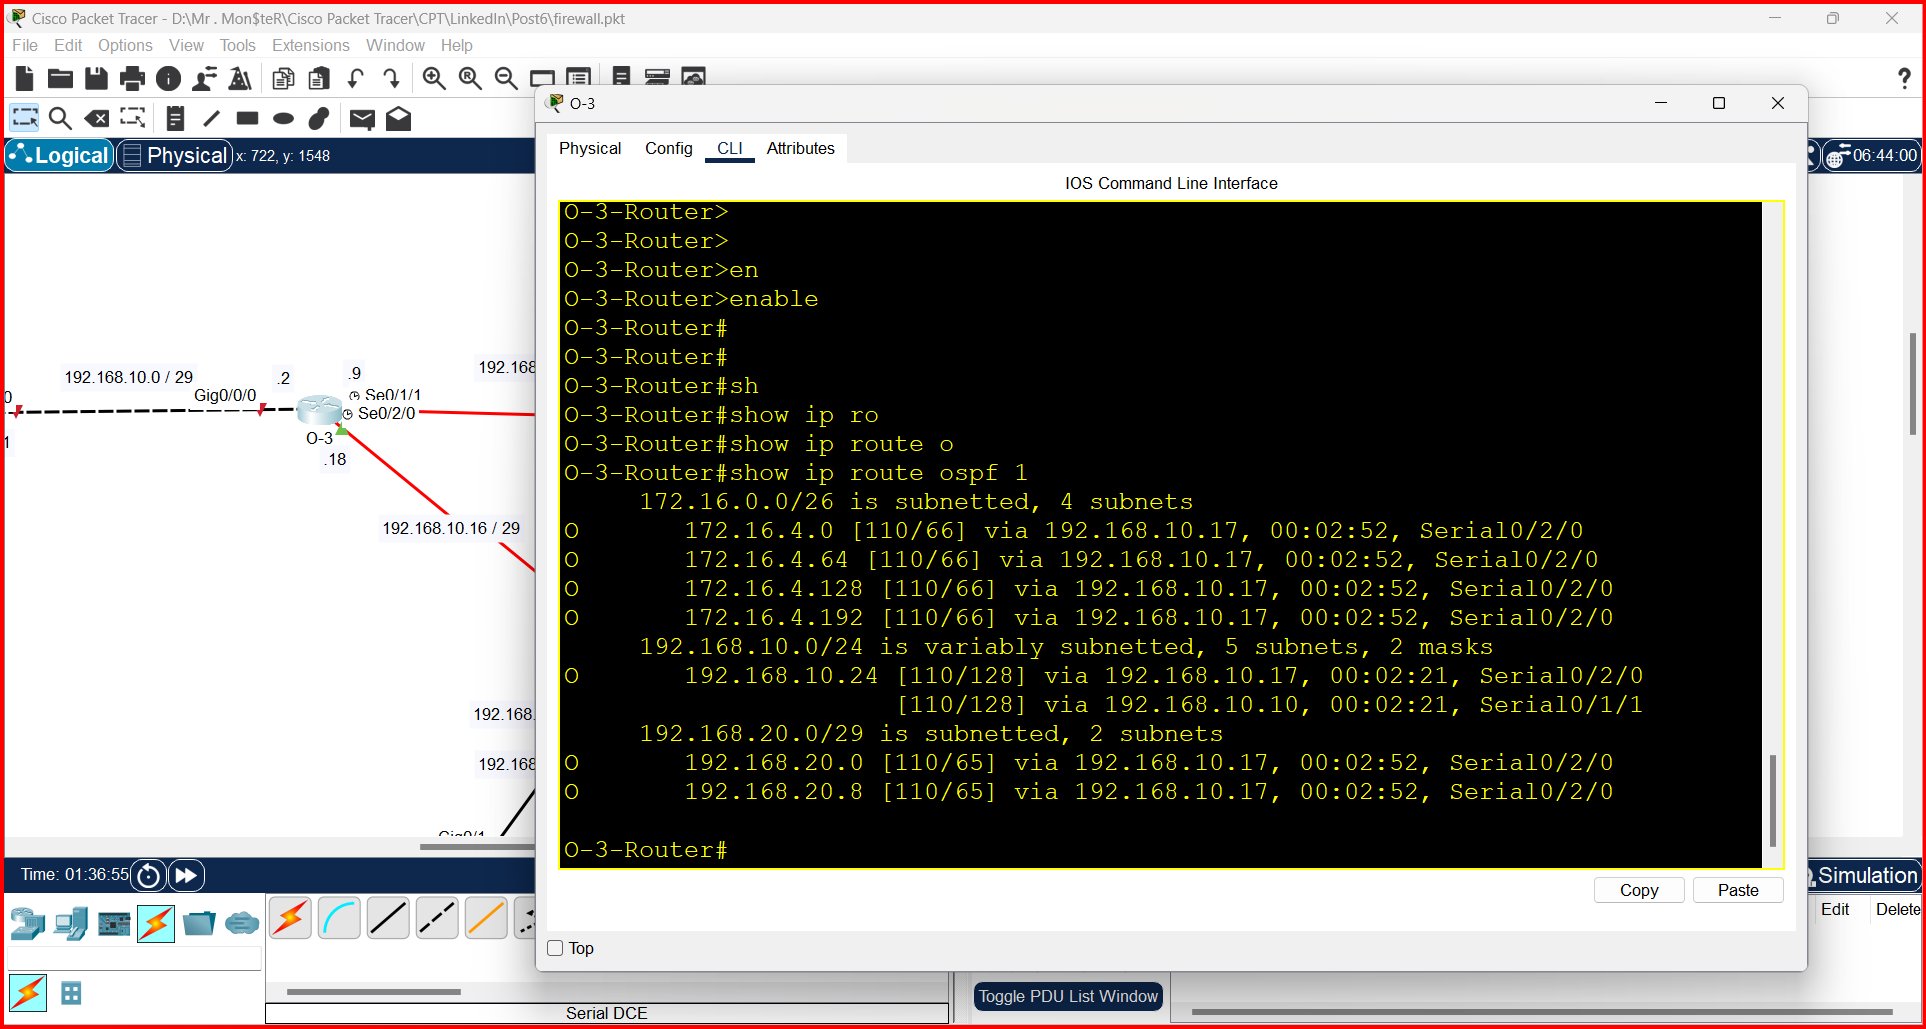 Cisco Packet Tracer - D:\Mr . Mon$teR\Cisco Packet Tracer\CPT\LinkedIn\Post6\firewall.pkt
File Edit Options View Tools Extensions Window Help
Logical Physical x: 722, y: 1548
06:44:00
O-3
Physical Config CLI Attributes
IOS Command Line Interface
O-3-Router>
O-3-Router>
O-3-Router>en
O-3-Router>enable
O-3-Router#
O-3-Router#
O-3-Router#sh
O-3-Router#show ip ro
O-3-Router#show ip route o
O-3-Router#show ip route ospf 1
172.16.0.0/26 is subnetted, 4 subnets
O 172.16.4.0 [110/66] via 192.168.10.17, 00:02:52, Serial0/2/0
O 172.16.4.64 [110/66] via 192.168.10.17, 00:02:52, Serial0/2/0
O 172.16.4.128 [110/66] via 192.168.10.17, 00:02:52, Serial0/2/0
O 172.16.4.192 [110/66] via 192.168.10.17, 00:02:52, Serial0/2/0
192.168.10.0/24 is variably subnetted, 5 subnets, 2 masks
O 192.168.10.24 [110/128] via 192.168.10.17, 00:02:21, Serial0/2/0
[110/128] via 192.168.10.10, 00:02:21, Serial0/1/1
192.168.20.0/29 is subnetted, 2 subnets
O 192.168.20.0 [110/65] via 192.168.10.17, 00:02:52, Serial0/2/0
O 192.168.20.8 [110/65] via 192.168.10.17, 00:02:52, Serial0/2/0
O-3-Router#
Copy Paste
Top
192.168.10.0 / 29
.2
.9
192.168
Gig0/0/0
Se0/1/1
0
Se0/2/0
1
O-3
.18
192.168.10.16 / 29
192.168.
192.168
Gig0/1
Time: 01:36:55
Simulation
Edit Delete
Toggle PDU List Window
Serial DCE